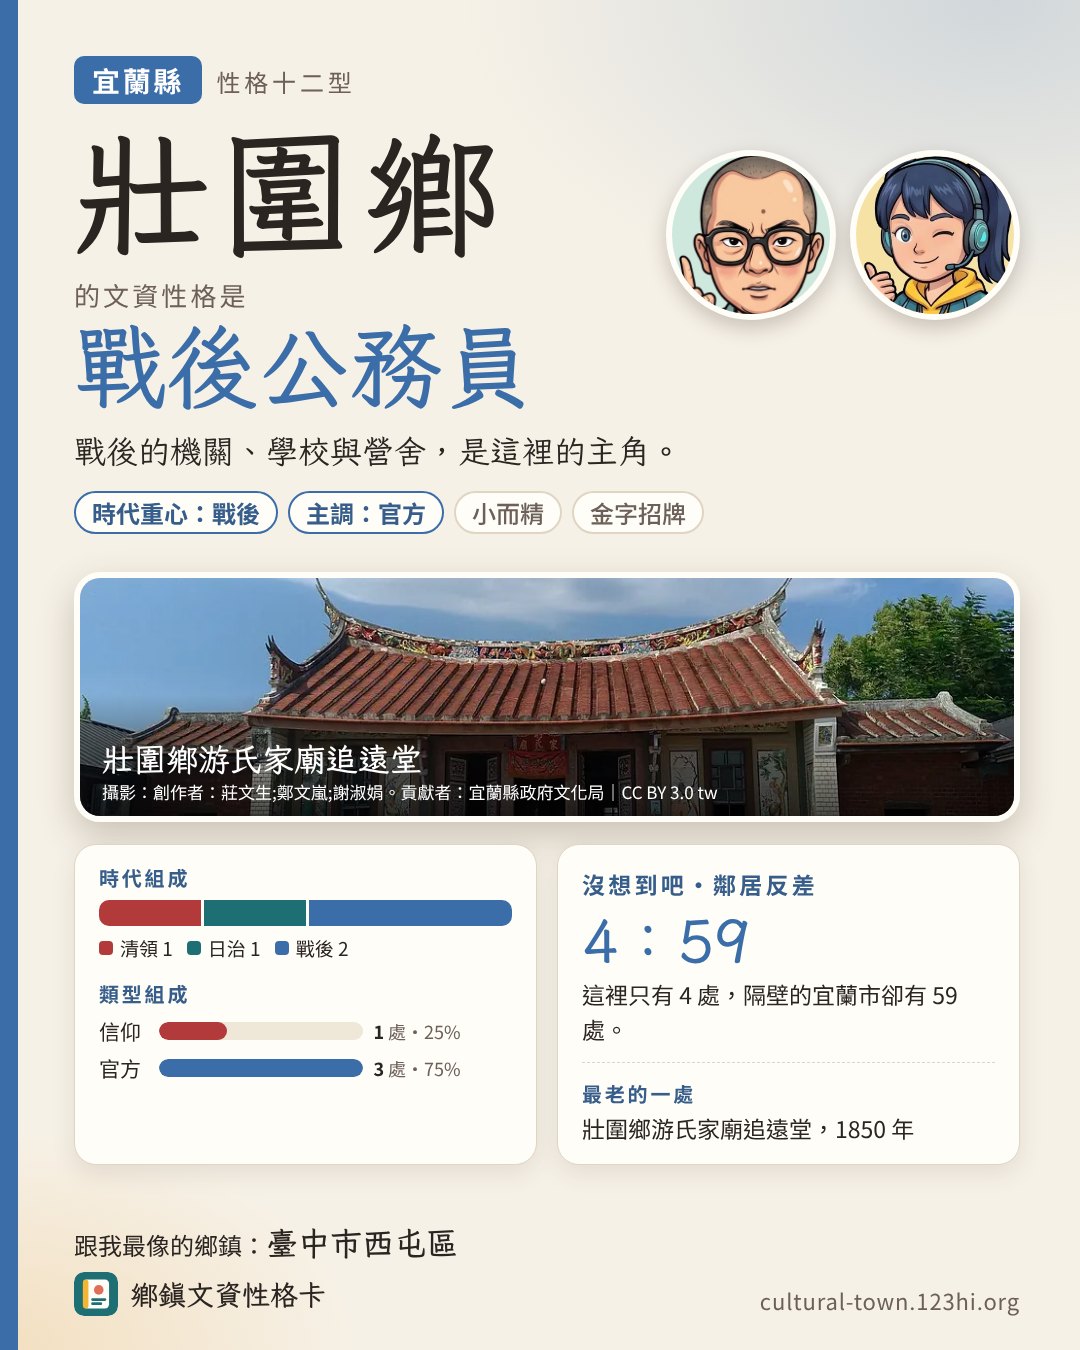 宜蘭縣 性格十二型
壯圍鄉
的文資性格是
戰後公務員
戰後的機關、學校與營舍，是這裡的主角。
時代重心：戰後 主調：官方 小而精 金字招牌
壯圍鄉游氏家廟追遠堂
攝影：創作者：莊文生;鄭文嵐;謝淑娟。貢獻者：宜蘭縣政府文化局｜CC BY 3.0 tw
時代組成
清領 1 日治 1 戰後 2
類型組成
信仰 1 處・25%
官方 3 處・75%
沒想到吧・鄰居反差
4：59
這裡只有 4 處，隔壁的宜蘭市卻有 59
處。
最老的一處
壯圍鄉游氏家廟追遠堂，1850 年
跟我最像的鄉鎮：臺中市西屯區
鄉鎮文資性格卡
cultural-town.123hi.org